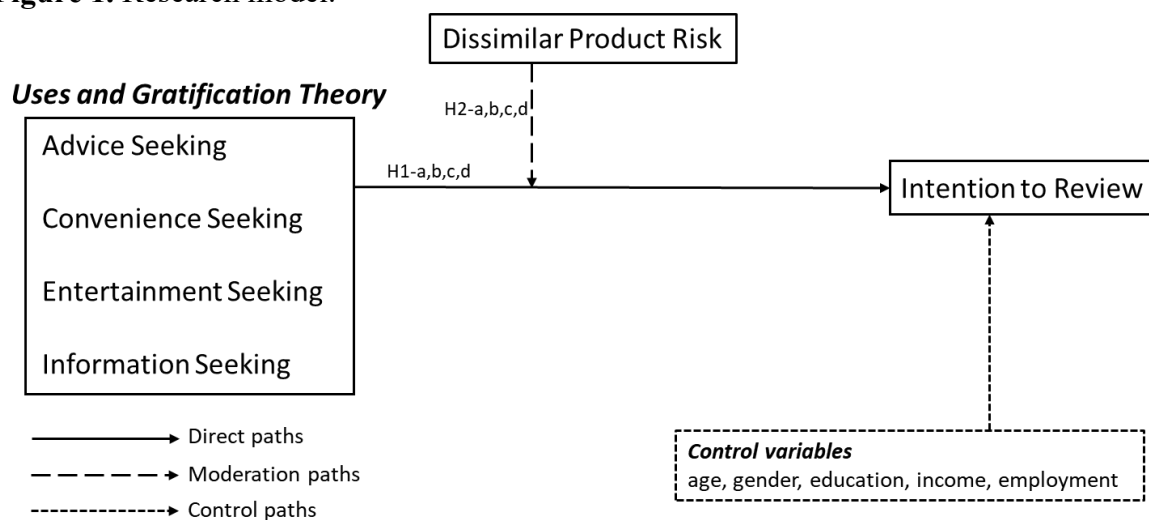 Figure 1. Research model.
Dissimilar Product Risk
Uses and Gratification Theory
H2-a,b,c,d
Advice Seeking
H1-a,b,c,d
Intention to Review
Convenience Seeking
Entertainment Seeking
Information Seeking
Direct paths
Moderation paths
Control paths
Control variables
age, gender, education, income, employment